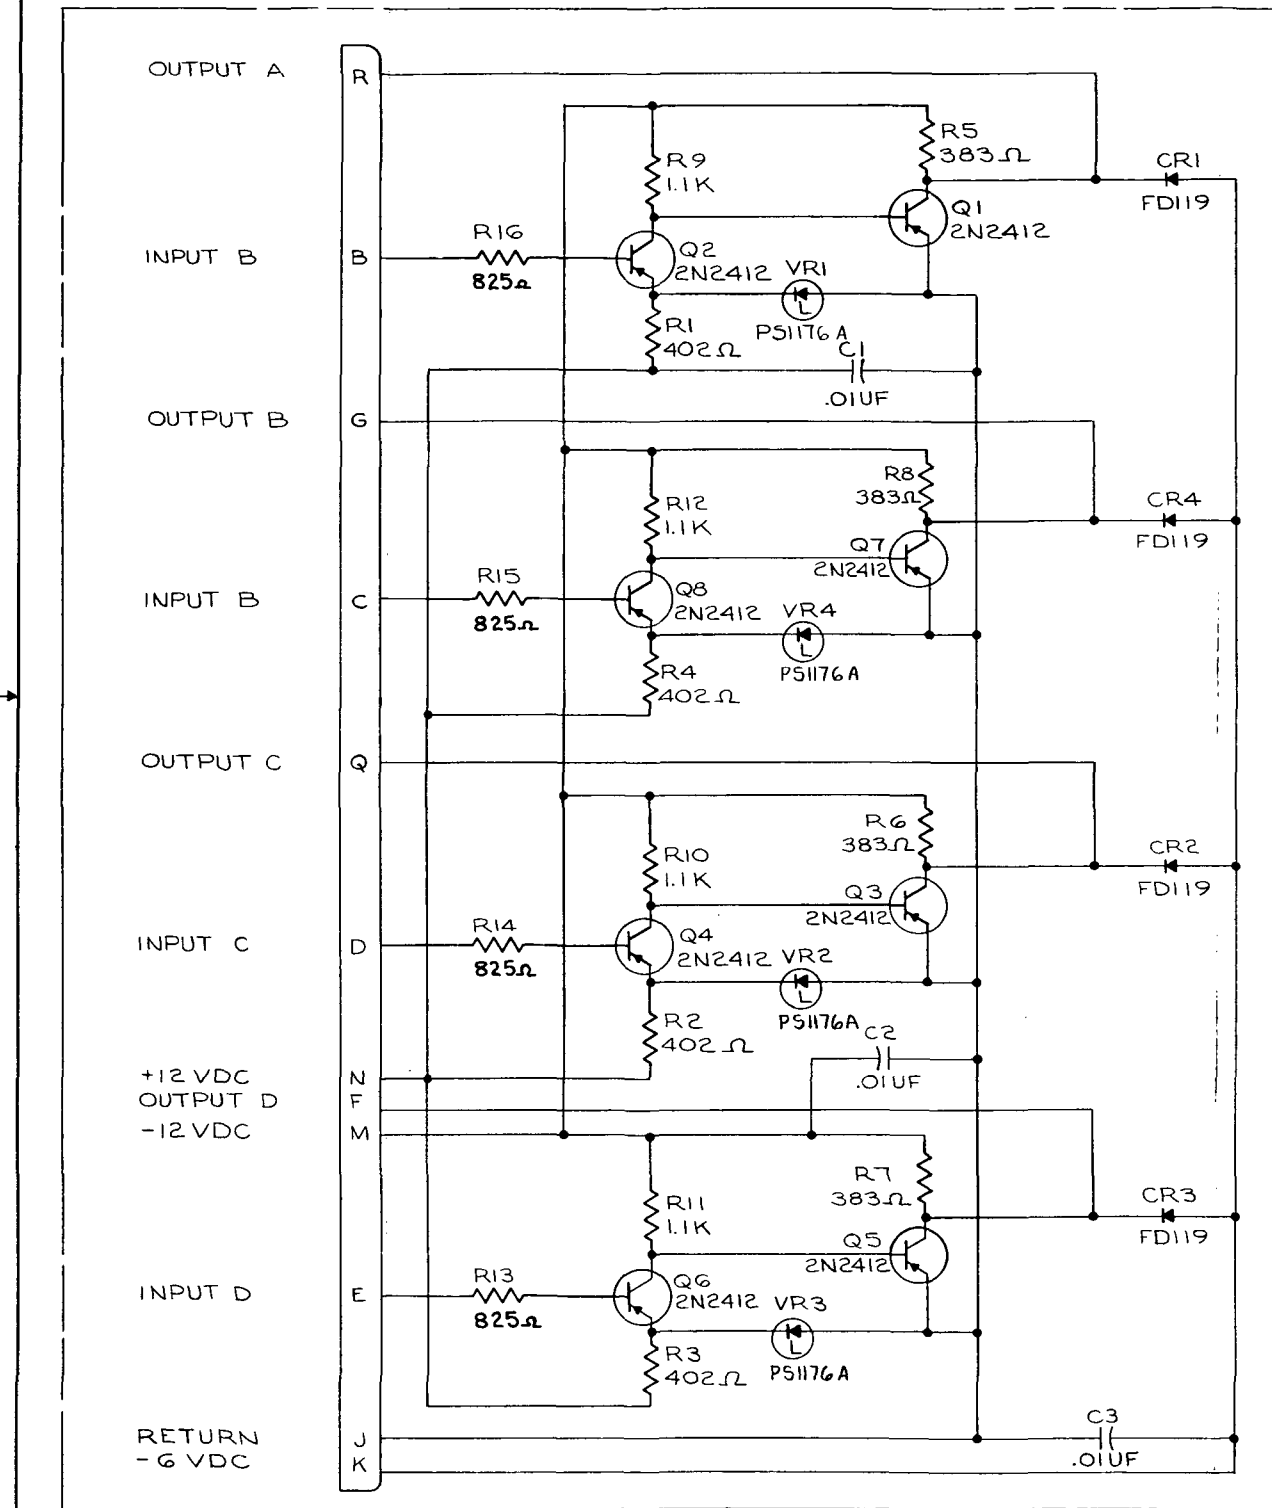 OUTPUT A
R
R5
383Ω
R9
1.1K
CR1
FD119
Q1
2N2412
R16
825Ω
INPUT B
B
Q2
2N2412
VR1
PS1176A
R1
402Ω
C1
.01UF
OUTPUT B
G
R8
383Ω
R12
1.1K
CR4
FD119
Q7
2N2412
R15
825Ω
INPUT B
C
Q8
2N2412
VR4
PS1176A
R4
402Ω
OUTPUT C
Q
R6
383Ω
R10
1.1K
CR2
FD119
Q3
2N2412
R14
825Ω
INPUT C
D
Q4
2N2412
VR2
PS1176A
R2
402Ω
C2
.01UF
+12 VDC
N
OUTPUT D
F
-12 VDC
M
R7
383Ω
R11
1.1K
CR3
FD119
Q5
2N2412
R13
825Ω
INPUT D
E
Q6
2N2412
VR3
PS1176A
R3
402Ω
C3
.01UF
RETURN
J
-6 VDC
K